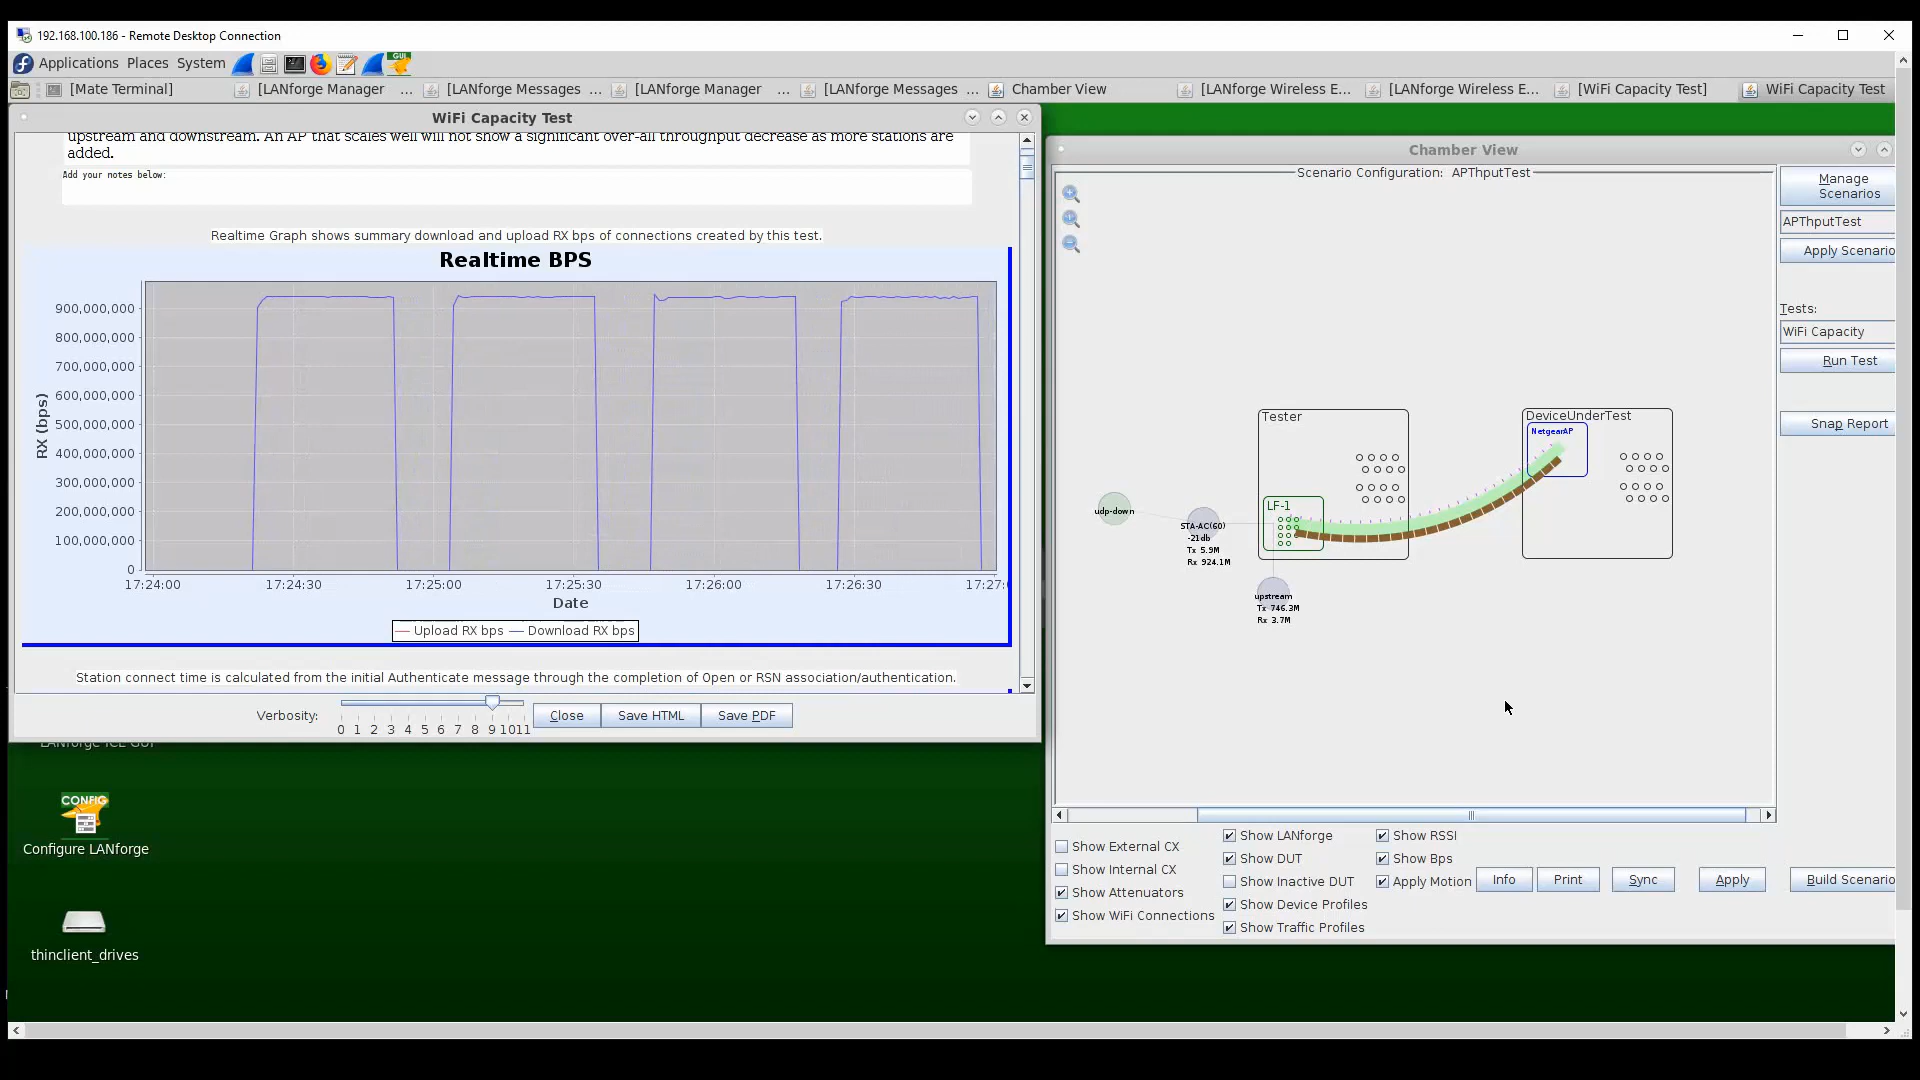 192.168.100.186 - Remote Desktop Connection
Applications Places System
[Mate Terminal] [LANforge Manager ... [LANforge Messages ... [LANforge Manager ... [LANforge Messages ... Chamber View [LANforge Wireless E... [LANforge Wireless E... [WiFi Capacity Test] WiFi Capacity Test
WiFi Capacity Test
upstream and downstream. An AP that scales well will not show a significant over-all throughput decrease as more stations are
added.
Add your notes below:
Realtime Graph shows summary download and upload RX bps of connections created by this test.
Realtime BPS
RX (bps)
900,000,000
800,000,000
700,000,000
600,000,000
500,000,000
400,000,000
300,000,000
200,000,000
100,000,000
0
17:24:00 17:24:30 17:25:00 17:25:30 17:26:00 17:26:30 17:27:
Date
Upload RX bps Download RX bps
Station connect time is calculated from the initial Authenticate message through the completion of Open or RSN association/authentication.
Verbosity:
0 1 2 3 4 5 6 7 8 9 10 11
Close Save HTML Save PDF
Chamber View
Scenario Configuration: APThputTest
Tester
LF-1
DeviceUnderTest
NetgearAP
udp-down
STA-AC(60)
-21db
Tx 5.9M
Rx 924.1M
upstream
Tx 746.3M
Rx 3.7M
Manage
Scenarios
APThputTest
Apply Scenario
Tests:
WiFi Capacity
Run Test
Snap Report
Show External CX
Show Internal CX
Show Attenuators
Show WiFi Connections
Show LANforge
Show DUT
Show Inactive DUT
Show Device Profiles
Show Traffic Profiles
Show RSSI
Show Bps
Apply Motion
Info Print Sync Apply Build Scenario
LANforge ICE GUI
CONFIG
Configure LANforge
thinclient_drives